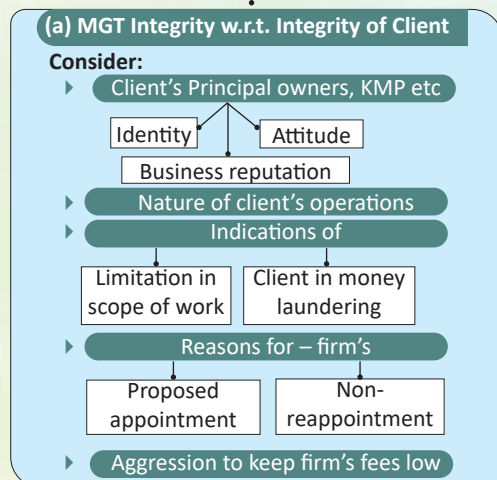 (a) MGT Integrity w.r.t. Integrity of Client
Consider:
Client's Principal owners, KMP etc
Identity
Attitude
Business reputation
Nature of client's operations
Indications of
Limitation in
scope of work
Client in money
laundering
Reasons for – firm's
Proposed
appointment
Non-
reappointment
Aggression to keep firm's fees low